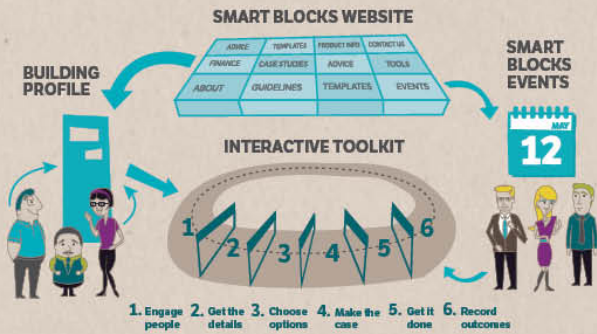 SMART BLOCKS WEBSITE
ADVICE TEMPLATES PRODUCT INFO CONTACT US
FINANCE CASE STUDIES ADVICE TOOLS
ABOUT GUIDELINES TEMPLATES EVENTS
BUILDING
PROFILE
SMART
BLOCKS
EVENTS
MAY
12
INTERACTIVE TOOLKIT
1 2 3 4 5 6
1. Engage
people
2. Get the
details
3. Choose
options
4. Make the
case
5. Get it
done
6. Record
outcomes